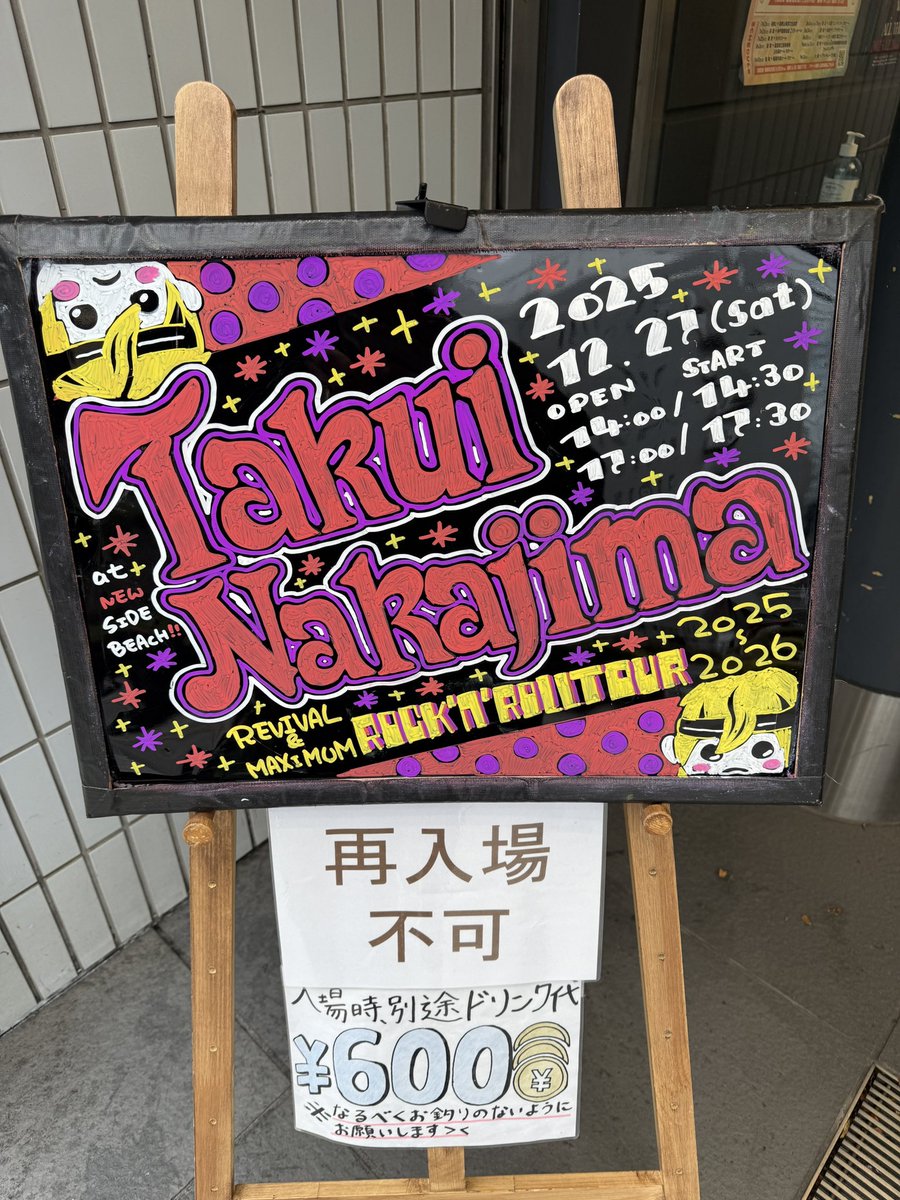 2025
12.27 (Sat)
OPEN START
14:00 / 14:30
17:00 / 17:30
Takui
Nakajima
at
NEW
SIDE
BEACH!!
REVIVAL
&
MAXIMUM
ROCK'N'ROLL TOUR
2025
~
2026
再入場
不可
入場時、別途ドリンク代
¥600
¥
※なるべくお釣りのないように
お願いします><